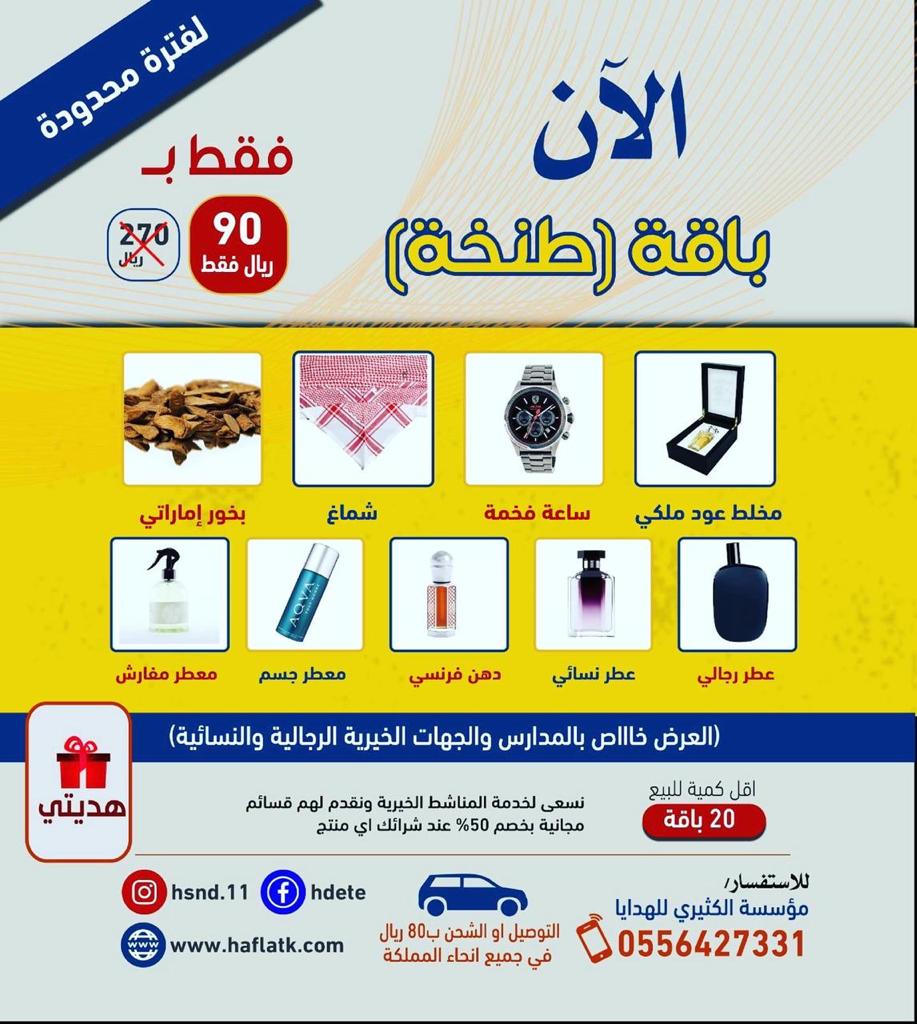 لفترة محدودة
الآن
باقة (طنخة)
فقط بـ
90
ريال فقط
270
ريال
مخلط عود ملكي
ساعة فخمة
شماغ
بخور إماراتي
AQVA
عطر رجالي
عطر نسائي
دهن فرنسي
معطر جسم
معطر مفارش
(العرض خاااص بالمدارس والجهات الخيرية الرجالية والنسائية)
هديتي
اقل كمية للبيع
20 باقة
نسعى لخدمة المناشط الخيرية ونقدم لهم قسائم
مجانية بخصم 50% عند شرائك اي منتج
للاستفسار/
مؤسسة الكثيري للهدايا
0556427331
التوصيل او الشحن ب80 ريال
في جميع انحاء المملكة
hdete
hsnd.11
www.haflatk.com